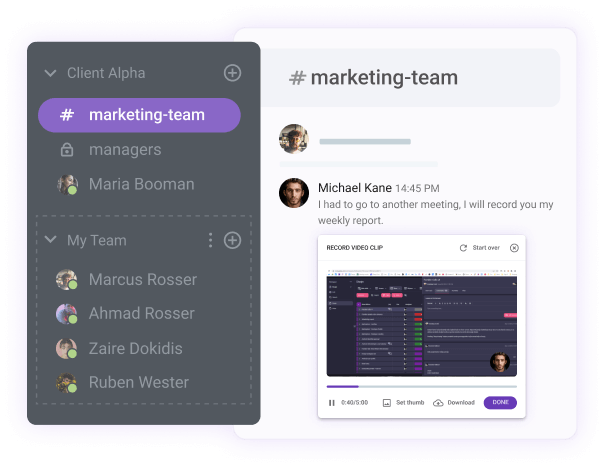 Client Alpha
# marketing-team
managers
Maria Booman
My Team
Marcus Rosser
Ahmad Rosser
Zaire Dokidis
Ruben Wester
# marketing-team
Michael Kane 14:45 PM
I had to go to another meeting, I will record you my
weekly report.
RECORD VIDEO CLIP
Start over
0:40/5:00
Set thumb
Download
DONE